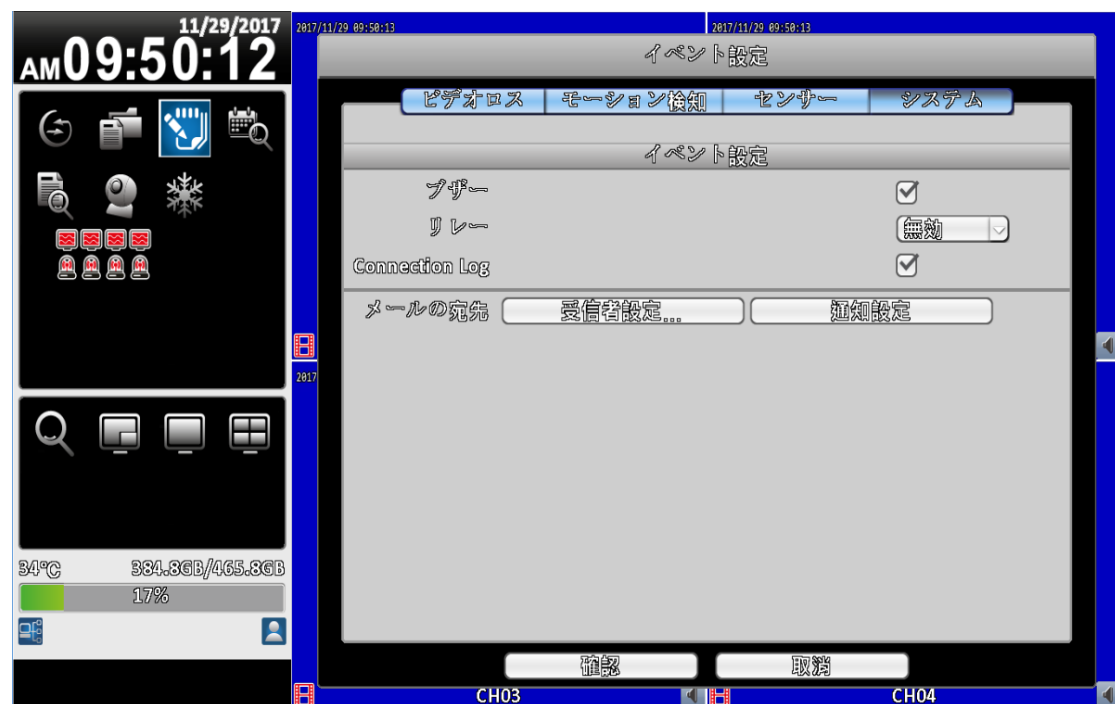 11/29/2017
AM09:50:12
34°C 384.8GB/465.8GB
17%
2017/11/29 09:50:13
2017/11/29 09:50:13
イベント設定
ビデオロス モーション検知 センサー システム
イベント設定
ブザー
リレー 無効
Connection Log
メールの宛先 受信者設定... 通知設定
2017
確認 取消
CH03 CH04